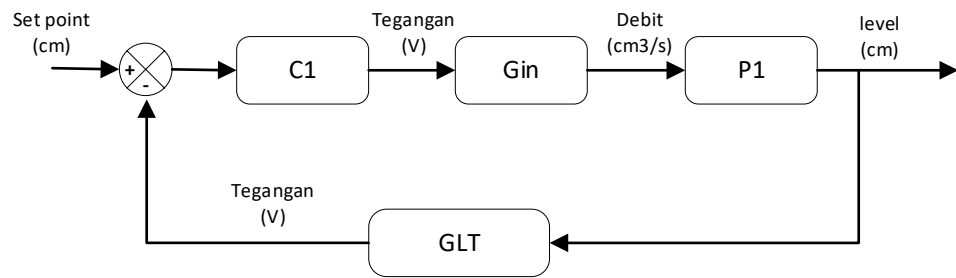 Set point
(cm)
+
-
C1
Tegangan
(V)
Gin
Debit
(cm3/s)
P1
level
(cm)
Tegangan
(V)
GLT